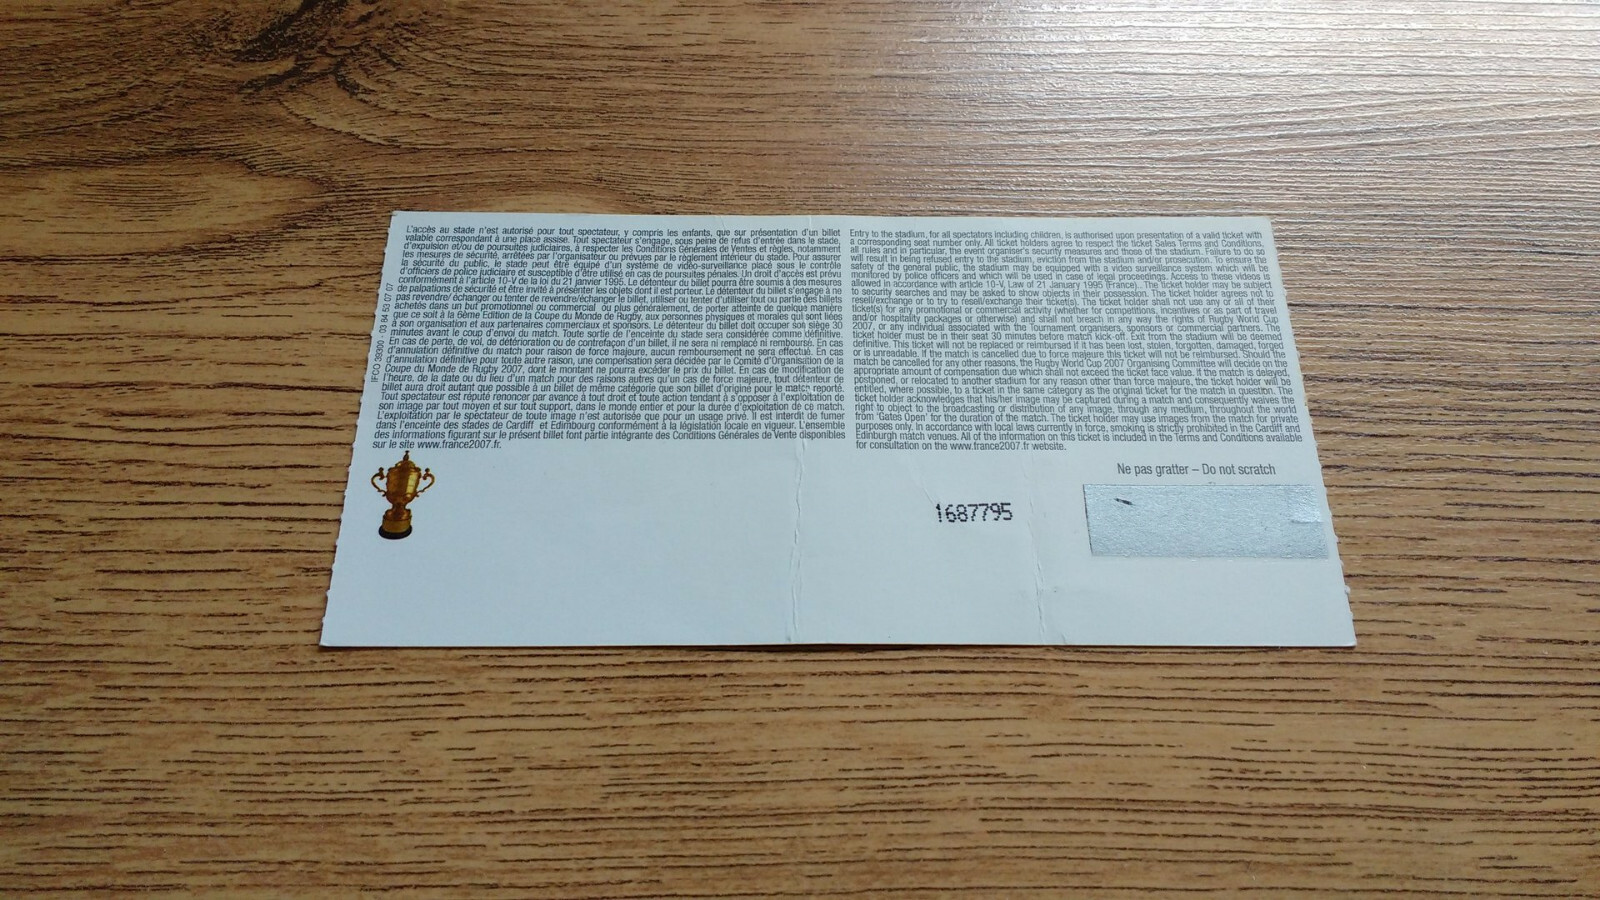 L'accès au stade n'est autorisé pour tout spectateur, y compris les enfants, que sur présentation d'un billet
valable correspondant à une place assise. Tout spectateur s'engage, sous peine de refus d'entrée dans le stade,
d'expulsion et/ou de poursuites judiciaires, à respecter les Conditions Générales de Ventes et règles, notamment
les mesures de sécurité, arrêtées par l'organisateur ou prévues par le règlement intérieur du stade. Pour assurer
la sécurité du public, le stade peut être équipé d'un système de vidéo-surveillance placé sous le contrôle
d'officiers de police judiciaire et susceptible d'être utilisé en cas de poursuites pénales. Un droit d'accès est prévu
conformément à l'article 10-V de la loi du 21 janvier 1995. Le détenteur du billet pourra être soumis à des mesures
de palpations de sécurité et être invité à présenter les objets dont il est porteur. Le détenteur du billet s'engage à ne
pas revendre/ échanger ou tenter de revendre/échanger le billet, utiliser ou tenter d'utiliser tout ou partie des billets
achetés dans un but promotionnel ou commercial ou plus généralement, de porter atteinte de quelque manière
que ce soit à la 6ème Edition de la Coupe du Monde de Rugby, aux personnes physiques et morales qui sont liées
à son organisation et aux partenaires commerciaux et sponsors. Le détenteur du billet doit occuper son siège 30
minutes avant le coup d'envoi du match. Toute sortie de l'enceinte du stade sera considérée comme définitive.
En cas de perte, de vol, de détérioration ou de contrefaçon d'un billet, il ne sera ni remplacé ni remboursé. En cas
d'annulation définitive du match pour raison de force majeure, aucun remboursement ne sera effectué. En cas
d'annulation définitive pour toute autre raison, une compensation sera décidée par le Comité d'Organisation de la
Coupe du Monde de Rugby 2007, dont le montant ne pourra excéder le prix du billet. En cas de modification de
l'heure, de la date ou du lieu d'un match pour des raisons autres qu'un cas de force majeure, tout détenteur de
billet aura droit autant que possible à un billet de même catégorie que son billet d'origine pour le match reporté.
Tout spectateur est réputé renoncer par avance à tout droit et toute action tendant à s'opposer à l'exploitation de
son image par tout moyen et sur tout support, dans le monde entier et pour la durée d'exploitation de ce match.
L'exploitation par le spectateur de toute image n'est autorisée que pour un usage privé. Il est interdit de fumer
dans l'enceinte des stades de Cardiff et Edimbourg conformément à la législation locale en vigueur. L'ensemble
des informations figurant sur le présent billet font partie intégrante des Conditions Générales de Vente disponibles
sur le site www.france2007.fr.
IFCO 39300 - 03 84 53 07 07
Entry to the stadium, for all spectators including children, is authorised upon presentation of a valid ticket with
a corresponding seat number only. All ticket holders agree to respect the ticket Sales Terms and Conditions,
all rules and in particular, the event organiser's security measures and those of the stadium. Failure to do so
will result in being refused entry to the stadium, eviction from the stadium and/or prosecution. To ensure the
safety of the general public, the stadium may be equipped with a video surveillance system which will be
monitored by police officers and which will be used in case of legal proceedings. Access to these videos is
allowed in accordance with article 10-V, Law of 21 January 1995 (France).. The ticket holder may be subject
to security searches and may be asked to show objects in their possession. The ticket holder agrees not to
resell/exchange or to try to resell/exchange their ticket(s). The ticket holder shall not use any or all of their
ticket(s) for any promotional or commercial activity (whether for competitions, incentives or as part of travel
and/or hospitality packages or otherwise) and shall not breach in any way the rights of Rugby World Cup
2007, or any individual associated with the Tournament organisers, sponsors or commercial partners. The
ticket holder must be in their seat 30 minutes before match kick-off. Exit from the stadium will be deemed
definitive. This ticket will not be replaced or reimbursed if it has been lost, stolen, forgotten, damaged, forged
or is unreadable. If the match is cancelled due to force majeure this ticket will not be reimbursed. Should the
match be cancelled for any other reasons, the Rugby World Cup 2007 Organising Committee will decide on the
appropriate amount of compensation due which shall not exceed the ticket face value. If the match is delayed,
postponed, or relocated to another stadium for any reason other than force majeure, the ticket holder will be
entitled, where possible, to a ticket in the same category as the original ticket for the match in question. The
ticket holder acknowledges that his/her image may be captured during a match and consequently waives the
right to object to the broadcasting or distribution of any image, through any medium, throughout the world
from 'Gates Open' for the duration of the match. The ticket holder may use images from the match for private
purposes only. In accordance with local laws currently in force, smoking is strictly prohibited in the Cardiff and
Edinburgh match venues. All of the information on this ticket is included in the Terms and Conditions available
for consultation on the www.france2007.fr website.
Ne pas gratter – Do not scratch
1687795